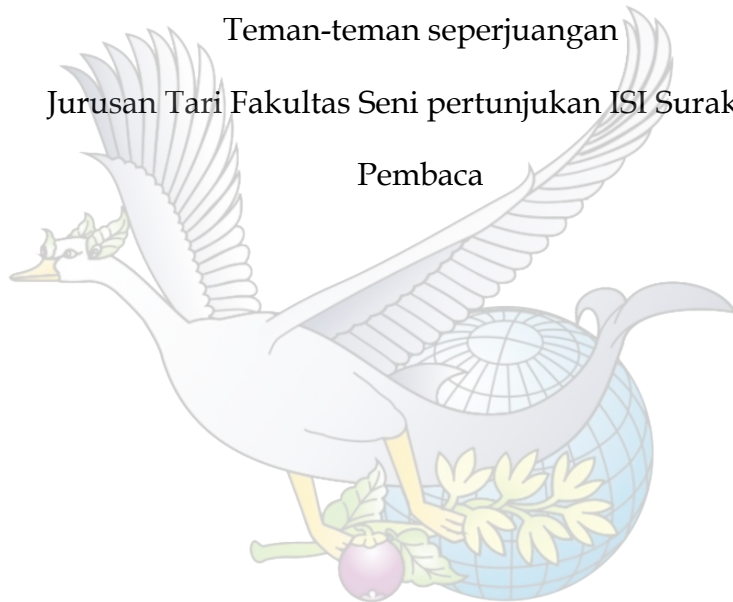 Teman-teman seperjuangan
Jurusan Tari Fakultas Seni pertunjukan ISI Surak
Pembaca